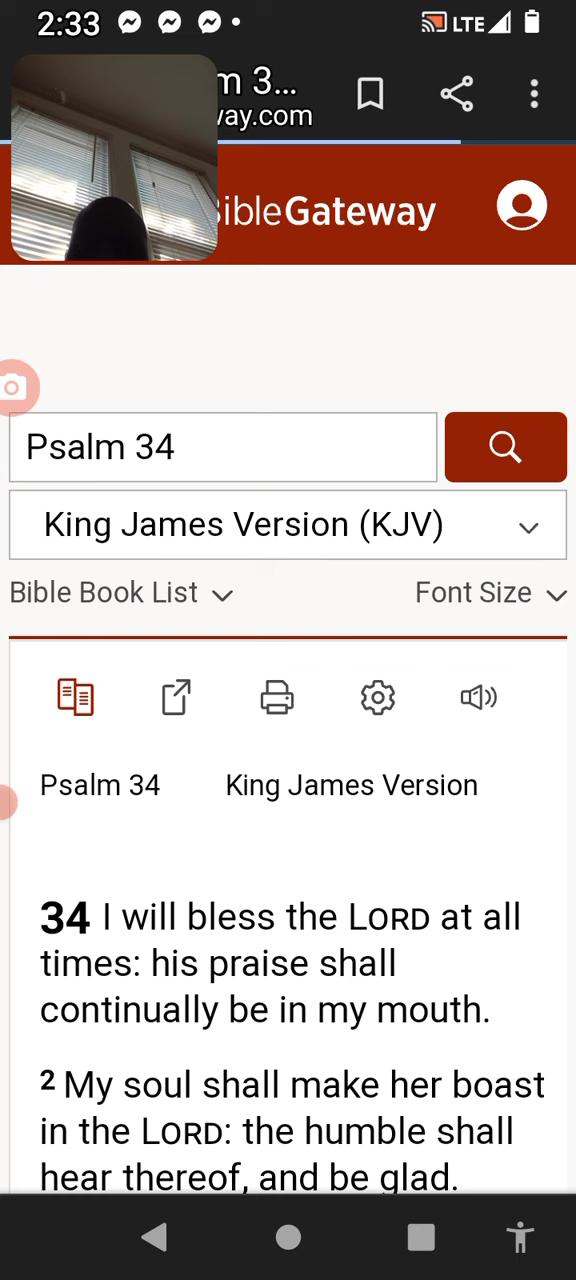 2:33
LTE
m 3...
way.com
BibleGateway
Psalm 34
King James Version (KJV)
Bible Book List
Font Size
Psalm 34 King James Version
34 I will bless the LORD at all
times: his praise shall
continually be in my mouth.
2 My soul shall make her boast
in the LORD: the humble shall
hear thereof, and be glad.